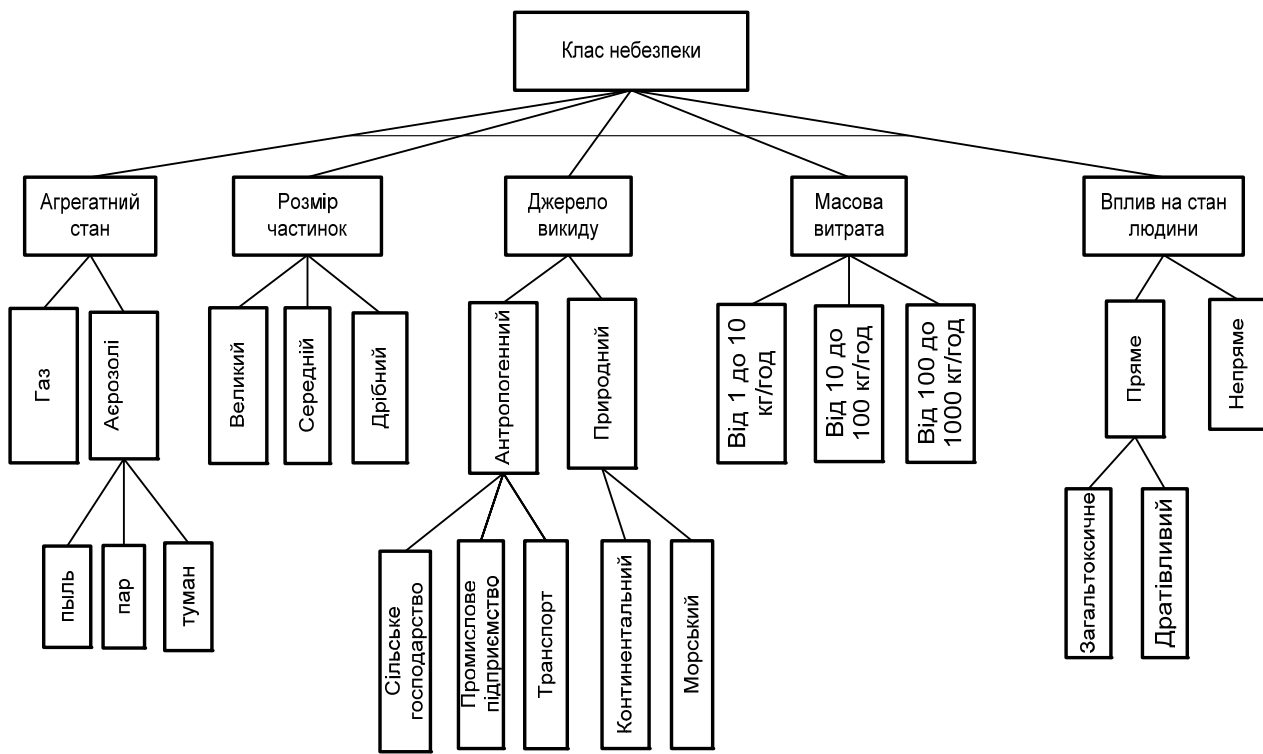 Клас небезпеки
Агрегатний
стан
Розмір
частинок
Джерело
викиду
Масова
витрата
Вплив на стан
людини
Газ
Аєрозолі
Великий
Середній
Дрібний
Антропогенний
Природний
Від 1 до 10
кг/год
Від 10 до
100 кг/год
Від 100 до
1000 кг/год
Пряме
Непряме
пыль
пар
туман
Сільське
господарство
Промислове
підприємство
Транспорт
Континентальний
Морський
Загальтоксичне
Дратівливий